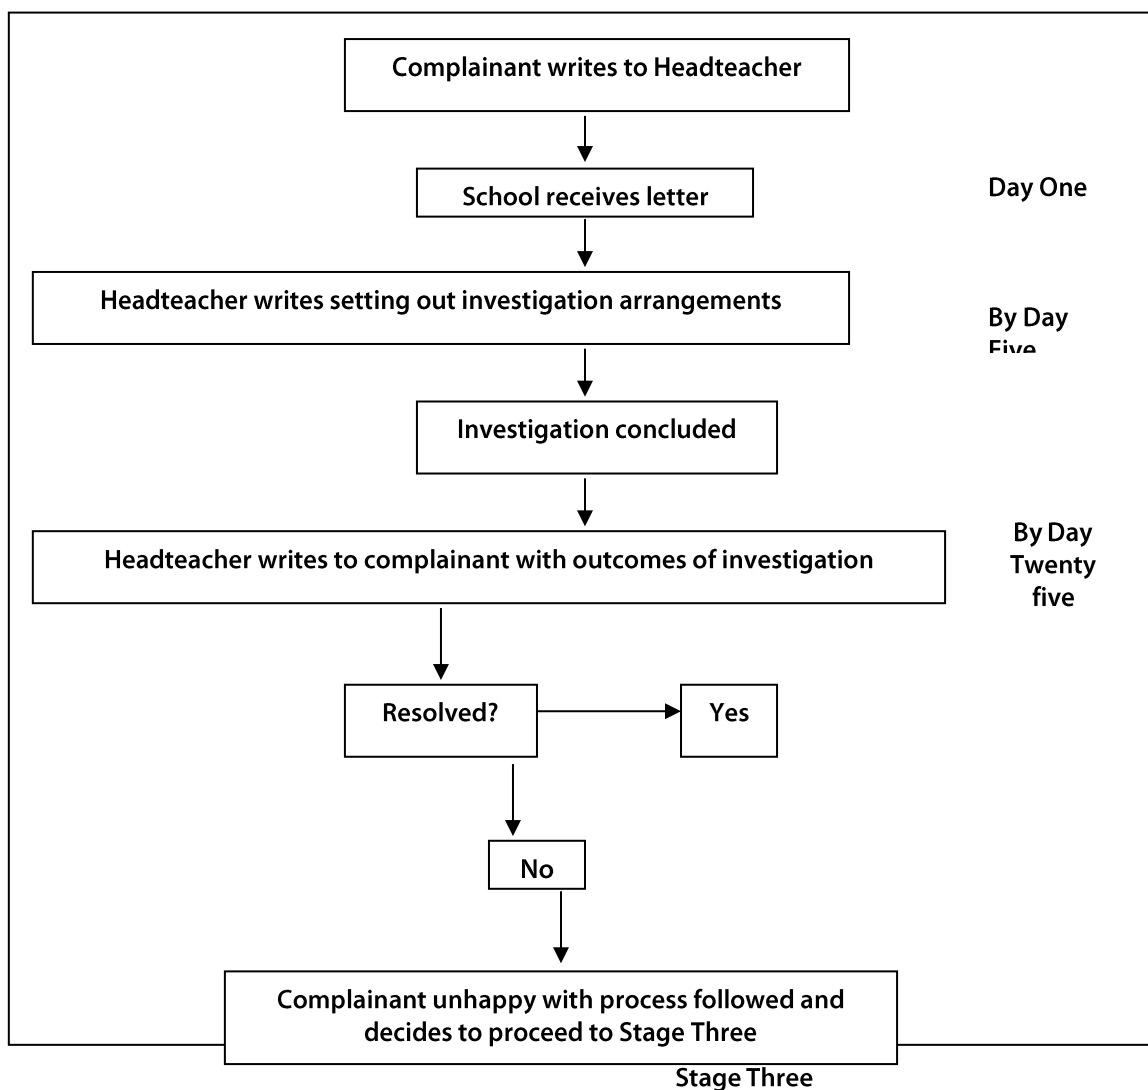 Complainant writes to Headteacher
School receives letter
Day One
Headteacher writes setting out investigation arrangements
By Day
Five
Investigation concluded
Headteacher writes to complainant with outcomes of investigation
By Day
Twenty
five
Resolved?
Yes
No
Complainant unhappy with process followed and
decides to proceed to Stage Three
Stage Three